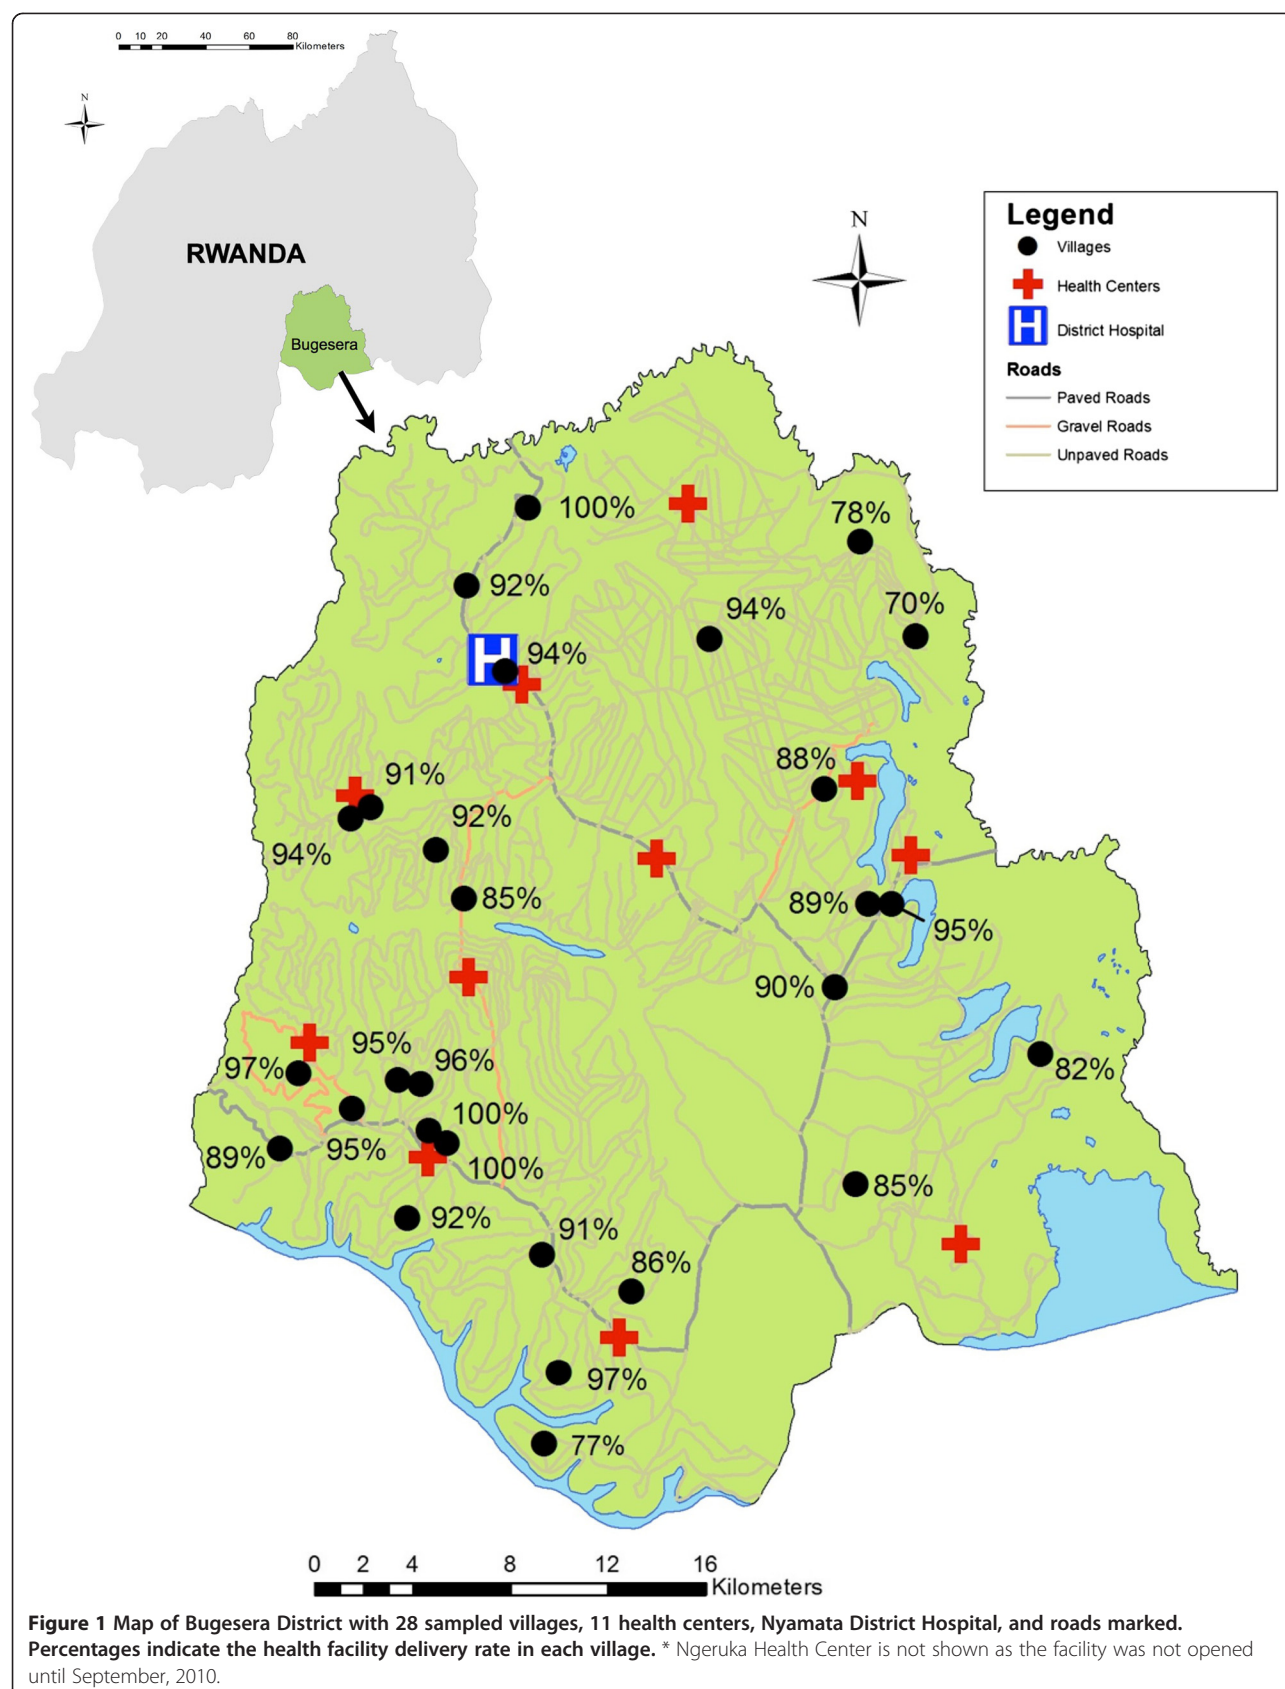 0 10 20 40 60 80
Kilometers
N
RWANDA
Bugesera
N
Legend
Villages
Health Centers
H District Hospital
Roads
Paved Roads
Gravel Roads
Unpaved Roads
100%
78%
92%
94%
70%
H
94%
88%
91%
92%
94%
85%
89%
95%
90%
95%
96%
97%
82%
100%
95%
89%
100%
85%
92%
91%
86%
97%
77%
0 2 4 8 12 16
Kilometers
Figure 1 Map of Bugesera District with 28 sampled villages, 11 health centers, Nyamata District Hospital, and roads marked.
Percentages indicate the health facility delivery rate in each village. * Ngeruka Health Center is not shown as the facility was not opened
until September, 2010.